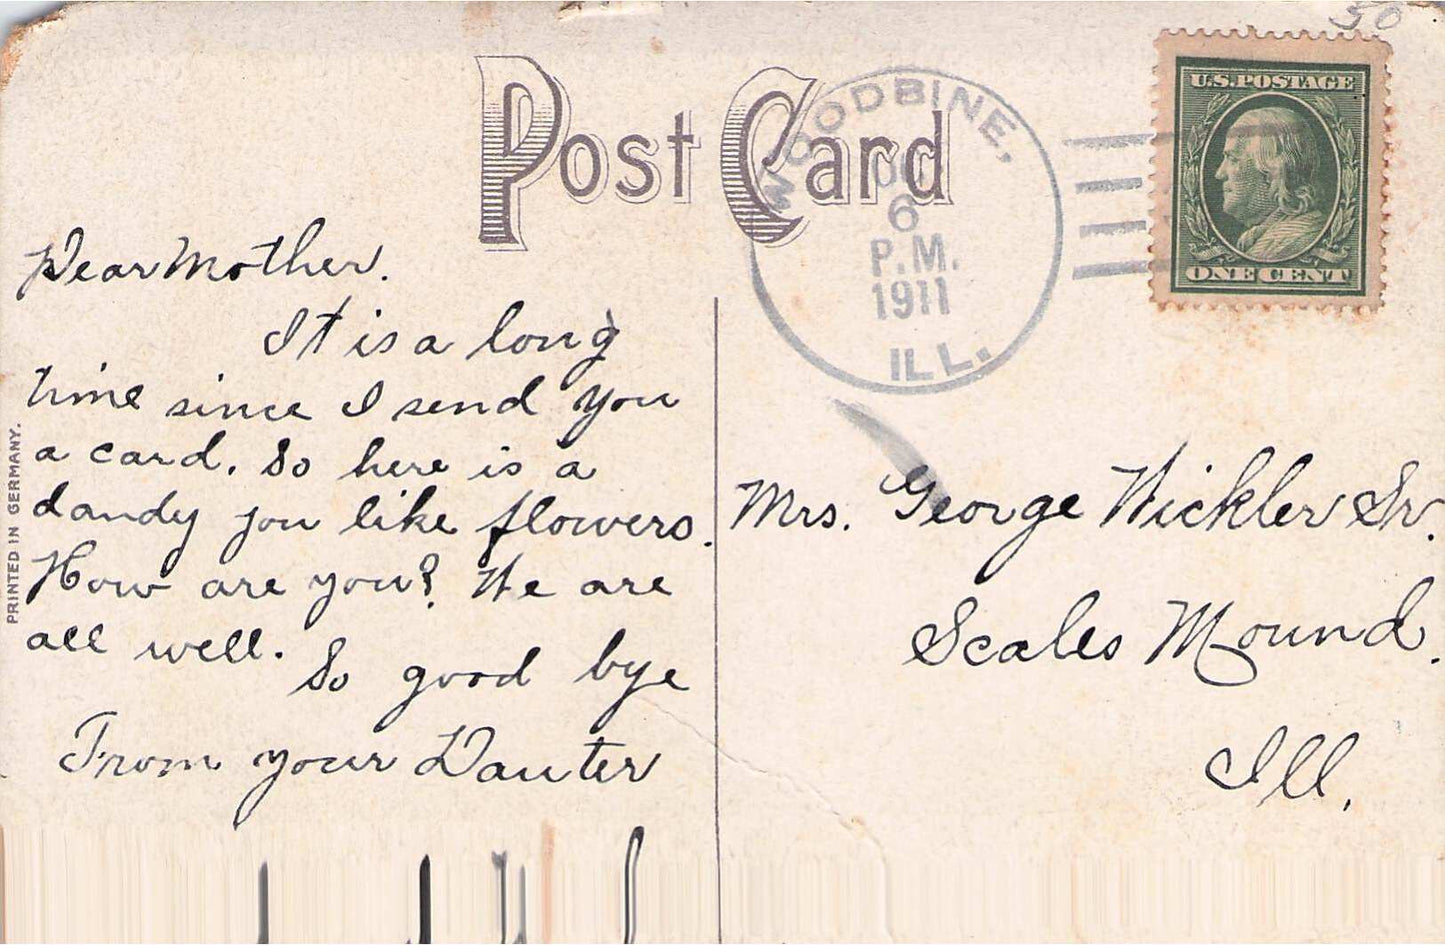 50
Post Card
U.S. POSTAGE
ONE CENT
WOODBINE,
6
P.M.
1911
ILL.
Dear Mother.
It is a long
time since I send you
a card. So here is a
dandy you like flowers.
How are you? We are
all well. So good bye
From your Dauter
Mrs. George Wickler Sr.
Scales Mound.
Ill.
PRINTED IN GERMANY.